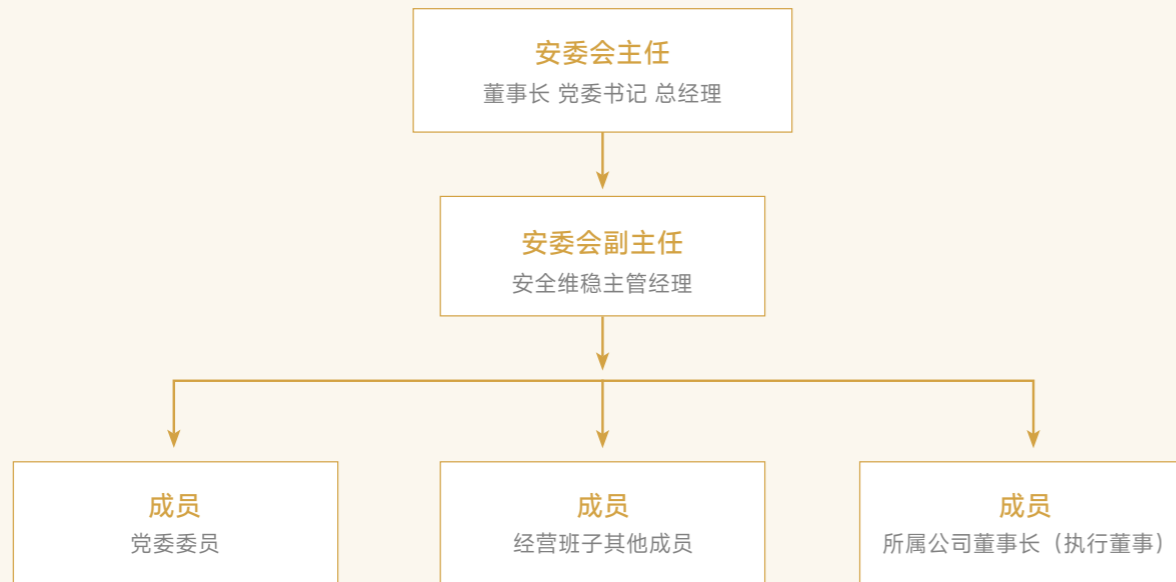 安委会主任
董事长 党委书记 总经理
安委会副主任
安全维稳主管经理
成员
党委委员
成员
经营班子其他成员
成员
所属公司董事长（执行董事）